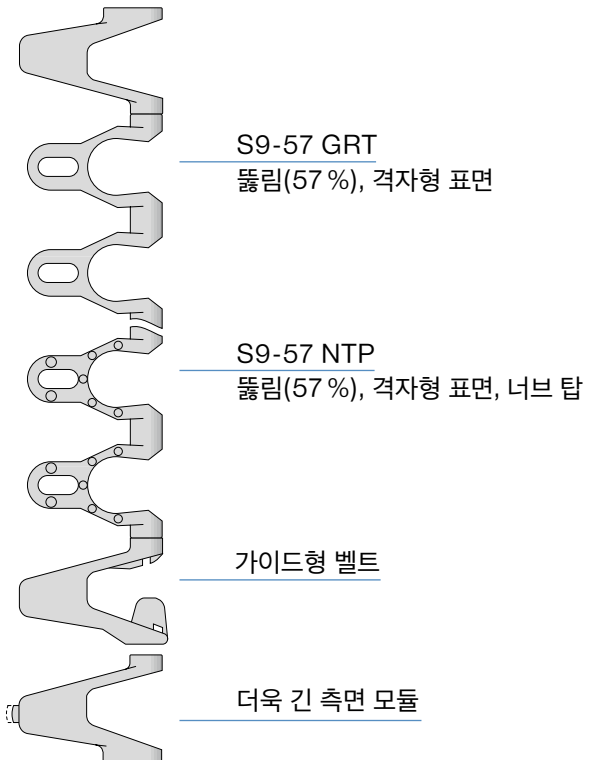 S9-57 GRT
뚫림(57 %), 격자형 표면
S9-57 NTP
뚫림(57 %), 격자형 표면, 너브 탑
가이드형 벨트
더욱 긴 측면 모듈